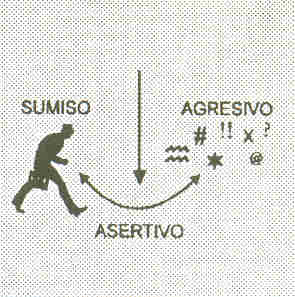 SUMISO
AGRESIVO
# !! x ?
* @
ASERTIVO